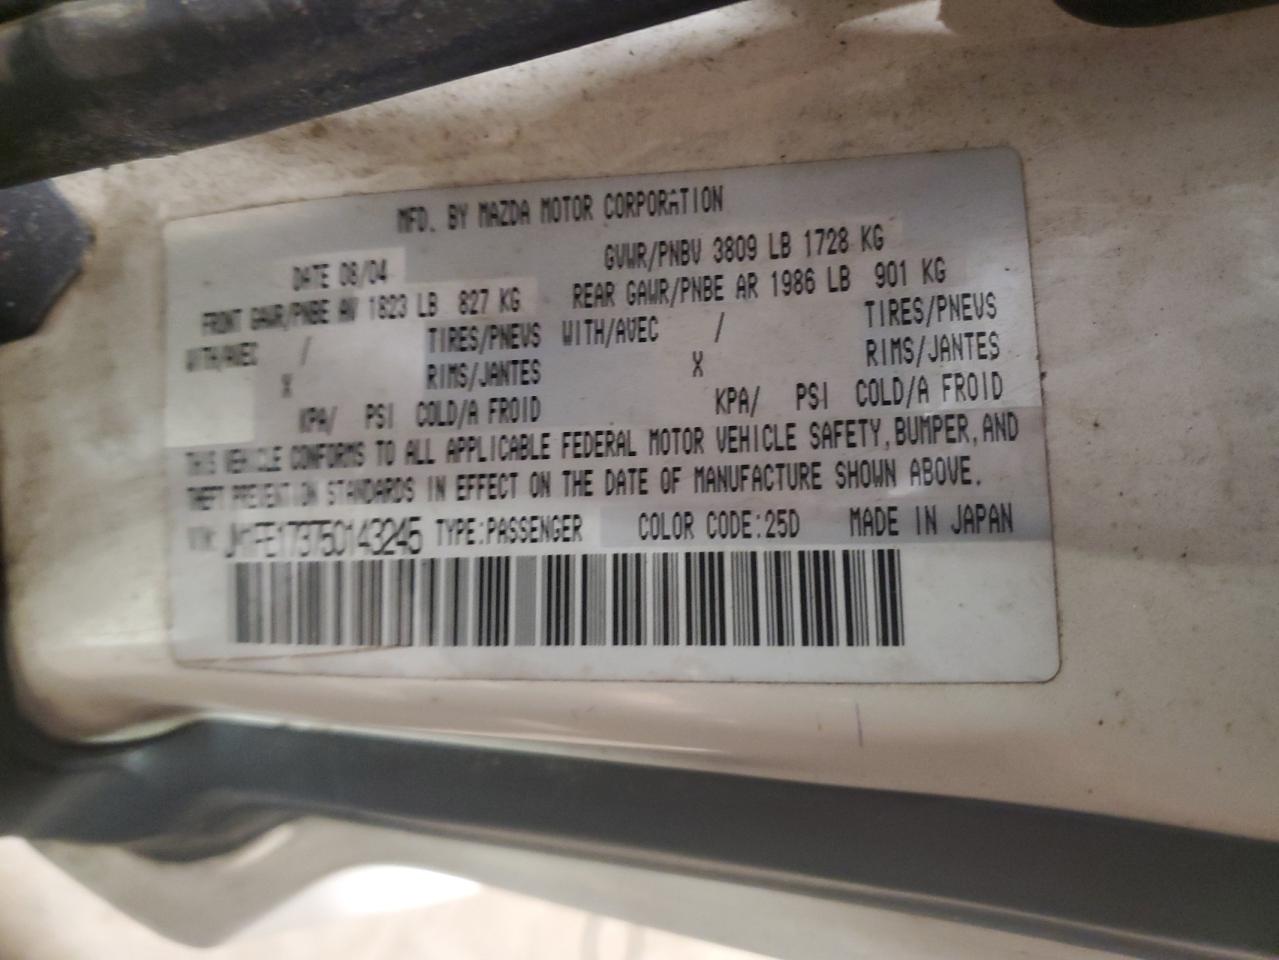 MFD. BY MAZDA MOTOR CORPORATION
DATE 08/04 GVWR/PNBV 3809 LB 1728 KG
FRONT GAWR/PNBE AV 1823 LB 827 KG REAR GAWR/PNBE AR 1986 LB 901 KG
WITH/AVEC / TIRES/PNEUS WITH/AVEC / TIRES/PNEUS
X RIMS/JANTES X RIMS/JANTES
KPA/ PSI COLD/A FROID KPA/ PSI COLD/A FROID
THIS VEHICLE CONFORMS TO ALL APPLICABLE FEDERAL MOTOR VEHICLE SAFETY, BUMPER, AND
THEFT PREVENTION STANDARDS IN EFFECT ON THE DATE OF MANUFACTURE SHOWN ABOVE.
VIN: JM1FE173750143245 TYPE:PASSENGER COLOR CODE:25D MADE IN JAPAN